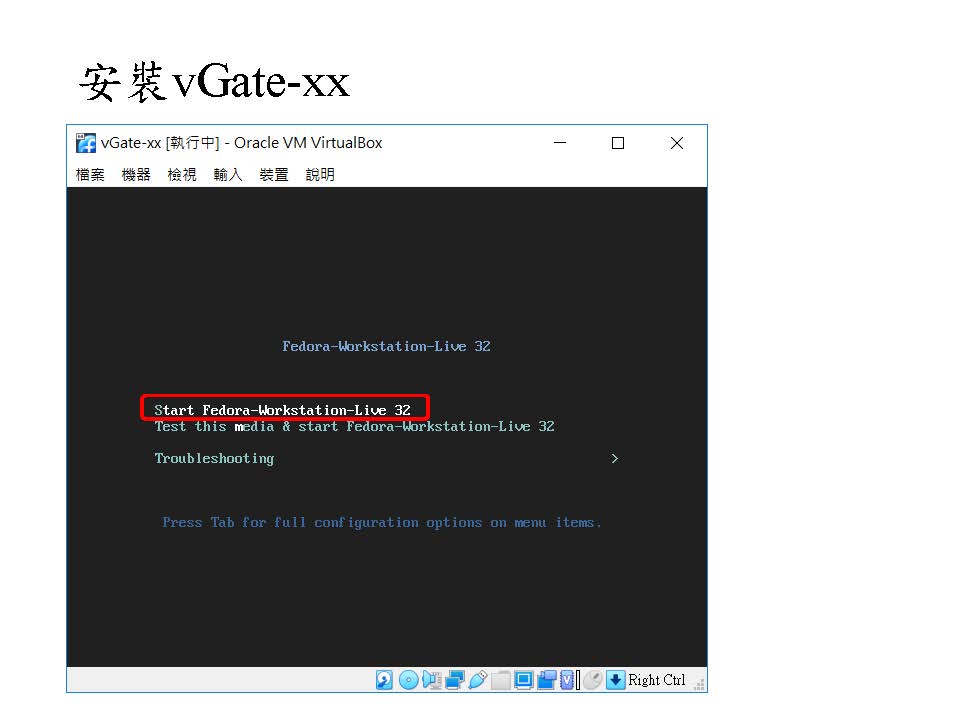 安裝vGate-xx
vGate-xx [執行中] - Oracle VM VirtualBox
檔案 機器 檢視 輸入 裝置 說明
Fedora-Workstation-Live 32
Start Fedora-Workstation-Live 32
Test this media & start Fedora-Workstation-Live 32
Troubleshooting >
Press Tab for full configuration options on menu items.
Right Ctrl